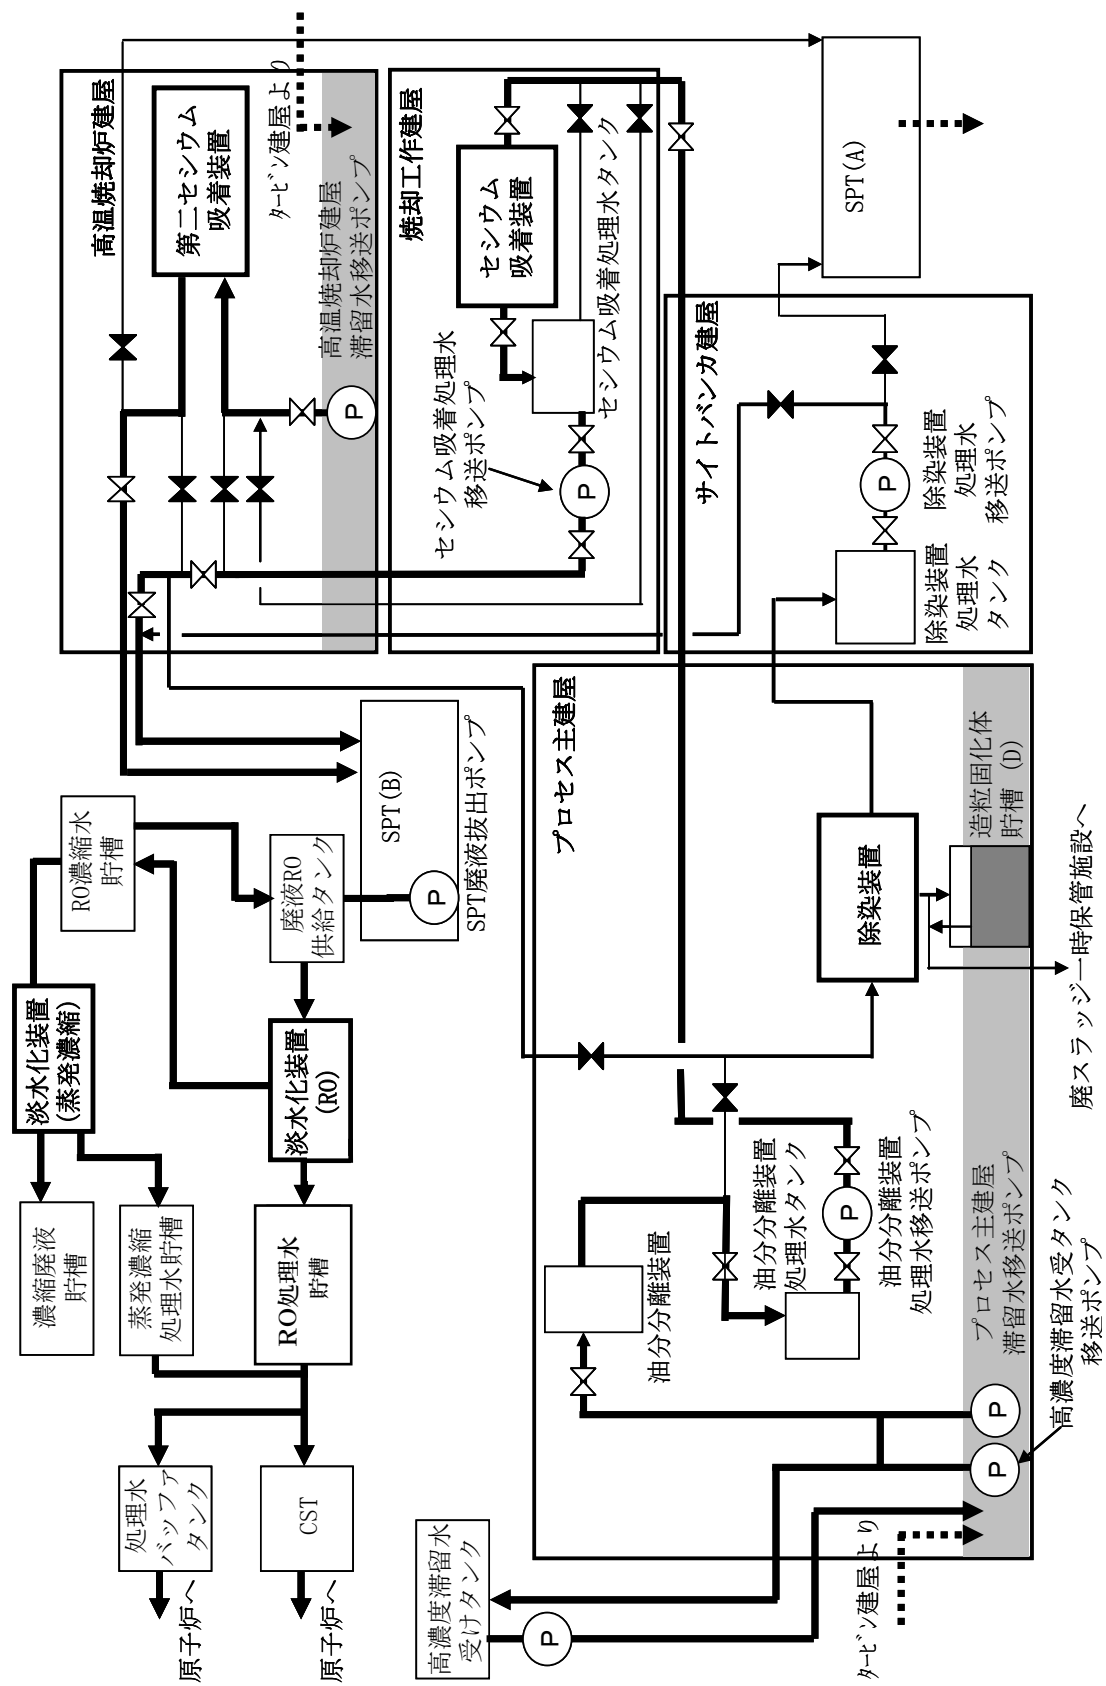 高温焼却炉建屋
第二セシウム
吸着装置
ﾀｰﾋﾞﾝ建屋より
高温焼却炉建屋
滞留水移送ポンプ
P
焼却工作建屋
セシウム
吸着装置
セシウム吸着処理水タンク
セシウム吸着処理水
移送ポンプ
P
SPT(A)
サイトバンカ建屋
P
除染装置
処理水
移送ポンプ
除染装置
処理水
タンク
SPT(B)
P
SPT廃液抜出ポンプ
RO濃縮水
貯槽
廃液RO
供給タンク
淡水化装置
(蒸発濃縮)
淡水化装置
(RO)
濃縮廃液
貯槽
蒸発濃縮
処理水貯槽
RO処理水
貯槽
処理水
バッファ
タンク
CST
原子炉へ
原子炉へ
プロセス主建屋
除染装置
造粒固化体
貯槽(D)
廃スラッジ一時保管施設へ
油分分離装置
油分分離装置
処理水タンク
P
油分分離装置
処理水移送ポンプ
プロセス主建屋
滞留水移送ポンプ
P
P
高濃度滞留水受タンク
移送ポンプ
高濃度滞留水
受けタンク
P
ﾀｰﾋﾞﾝ建屋より